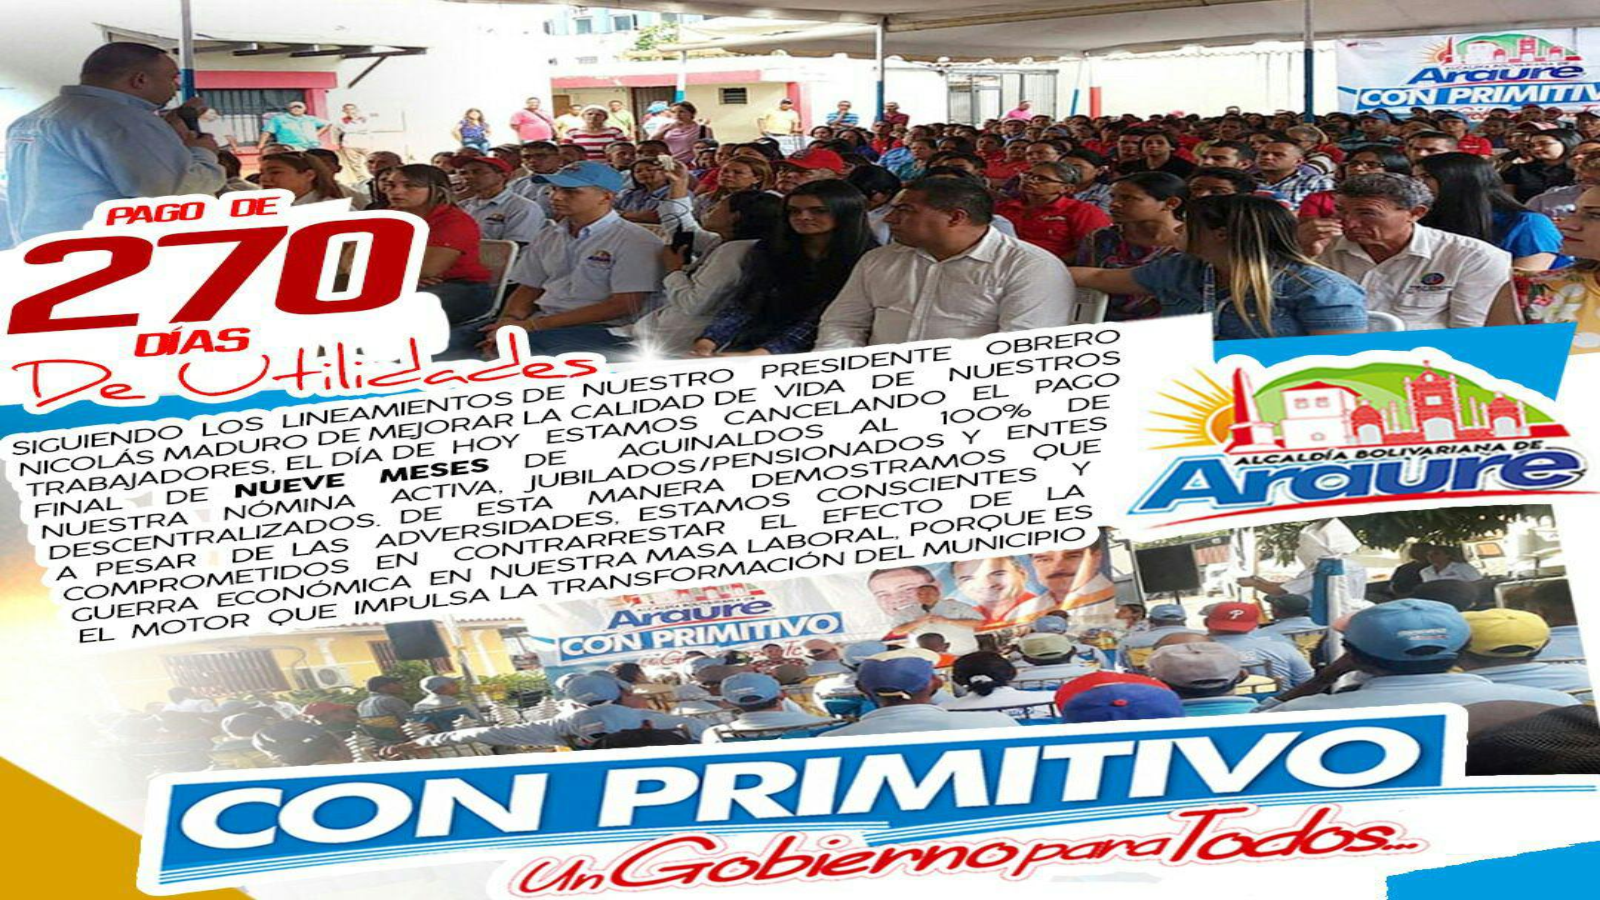 ALCALDÍA BOLIVARIANA DE
Araure
CON PRIMITIV
PAGO DE
270
DÍAS
De Utilidades
SIGUIENDO LOS LINEAMIENTOS DE NUESTRO PRESIDENTE OBRERO
NICOLÁS MADURO DE MEJORAR LA CALIDAD DE VIDA DE NUESTROS
TRABAJADORES, EL DÍA DE HOY ESTAMOS CANCELANDO EL PAGO
FINAL DE NUEVE MESES DE AGUINALDOS AL 100% DE
NUESTRA NÓMINA ACTIVA, JUBILADOS/PENSIONADOS Y ENTES
DESCENTRALIZADOS. DE ESTA MANERA DEMOSTRAMOS QUE
A PESAR DE LAS ADVERSIDADES, ESTAMOS CONSCIENTES Y
COMPROMETIDOS EN CONTRARRESTAR EL EFECTO DE LA
GUERRA ECONÓMICA EN NUESTRA MASA LABORAL, PORQUE ES
EL MOTOR QUE IMPULSA LA TRANSFORMACIÓN DEL MUNICIPIO
ALCALDÍA BOLIVARIANA DE
Araure
Araure
CON PRIMITIVO
CON PRIMITIVO
Un Gobierno para Todos...